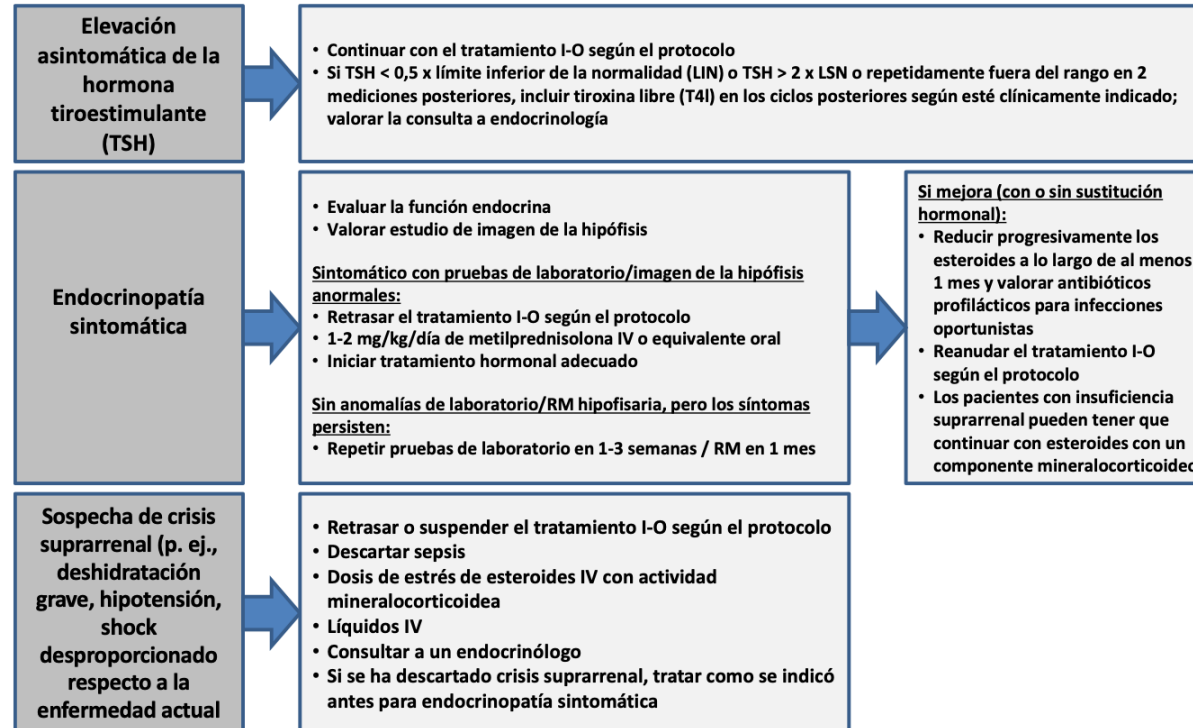 Elevación
asintomática de la
hormona
tiroestimulante
(TSH)
• Continuar con el tratamiento I-O según el protocolo
• Si TSH < 0,5 x límite inferior de la normalidad (LIN) o TSH > 2 x LSN o repetidamente fuera del rango en 2
mediciones posteriores, incluir tiroxina libre (T4l) en los ciclos posteriores según esté clínicamente indicado;
valorar la consulta a endocrinología
Endocrinopatía
sintomática
• Evaluar la función endocrina
• Valorar estudio de imagen de la hipófisis
Sintomático con pruebas de laboratorio/imagen de la hipófisis
anormales:
• Retrasar el tratamiento I-O según el protocolo
• 1-2 mg/kg/día de metilprednisolona IV o equivalente oral
• Iniciar tratamiento hormonal adecuado
Sin anomalías de laboratorio/RM hipofisaria, pero los síntomas
persisten:
• Repetir pruebas de laboratorio en 1-3 semanas / RM en 1 mes
Si mejora (con o sin sustitución
hormonal):
• Reducir progresivamente los
esteroides a lo largo de al menos
1 mes y valorar antibióticos
profilácticos para infecciones
oportunistas
• Reanudar el tratamiento I-O
según el protocolo
• Los pacientes con insuficiencia
suprarrenal pueden tener que
continuar con esteroides con un
componente mineralocorticoideo
Sospecha de crisis
suprarrenal (p. ej.,
deshidratación
grave, hipotensión,
shock
desproporcionado
respecto a la
enfermedad actual
• Retrasar o suspender el tratamiento I-O según el protocolo
• Descartar sepsis
• Dosis de estrés de esteroides IV con actividad
mineralocorticoidea
• Líquidos IV
• Consultar a un endocrinólogo
• Si se ha descartado crisis suprarrenal, tratar como se indicó
antes para endocrinopatía sintomática